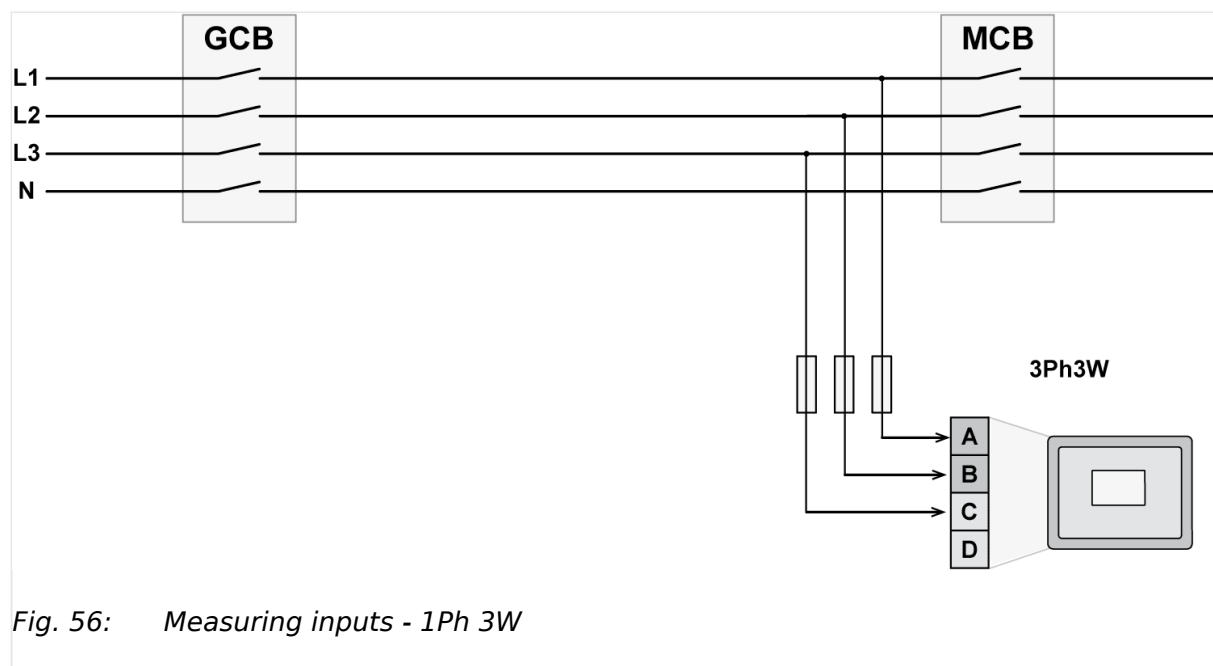 GCB
MCB
L1
L2
L3
N
3Ph3W
A
B
C
D
Fig. 56: Measuring inputs - 1Ph 3W